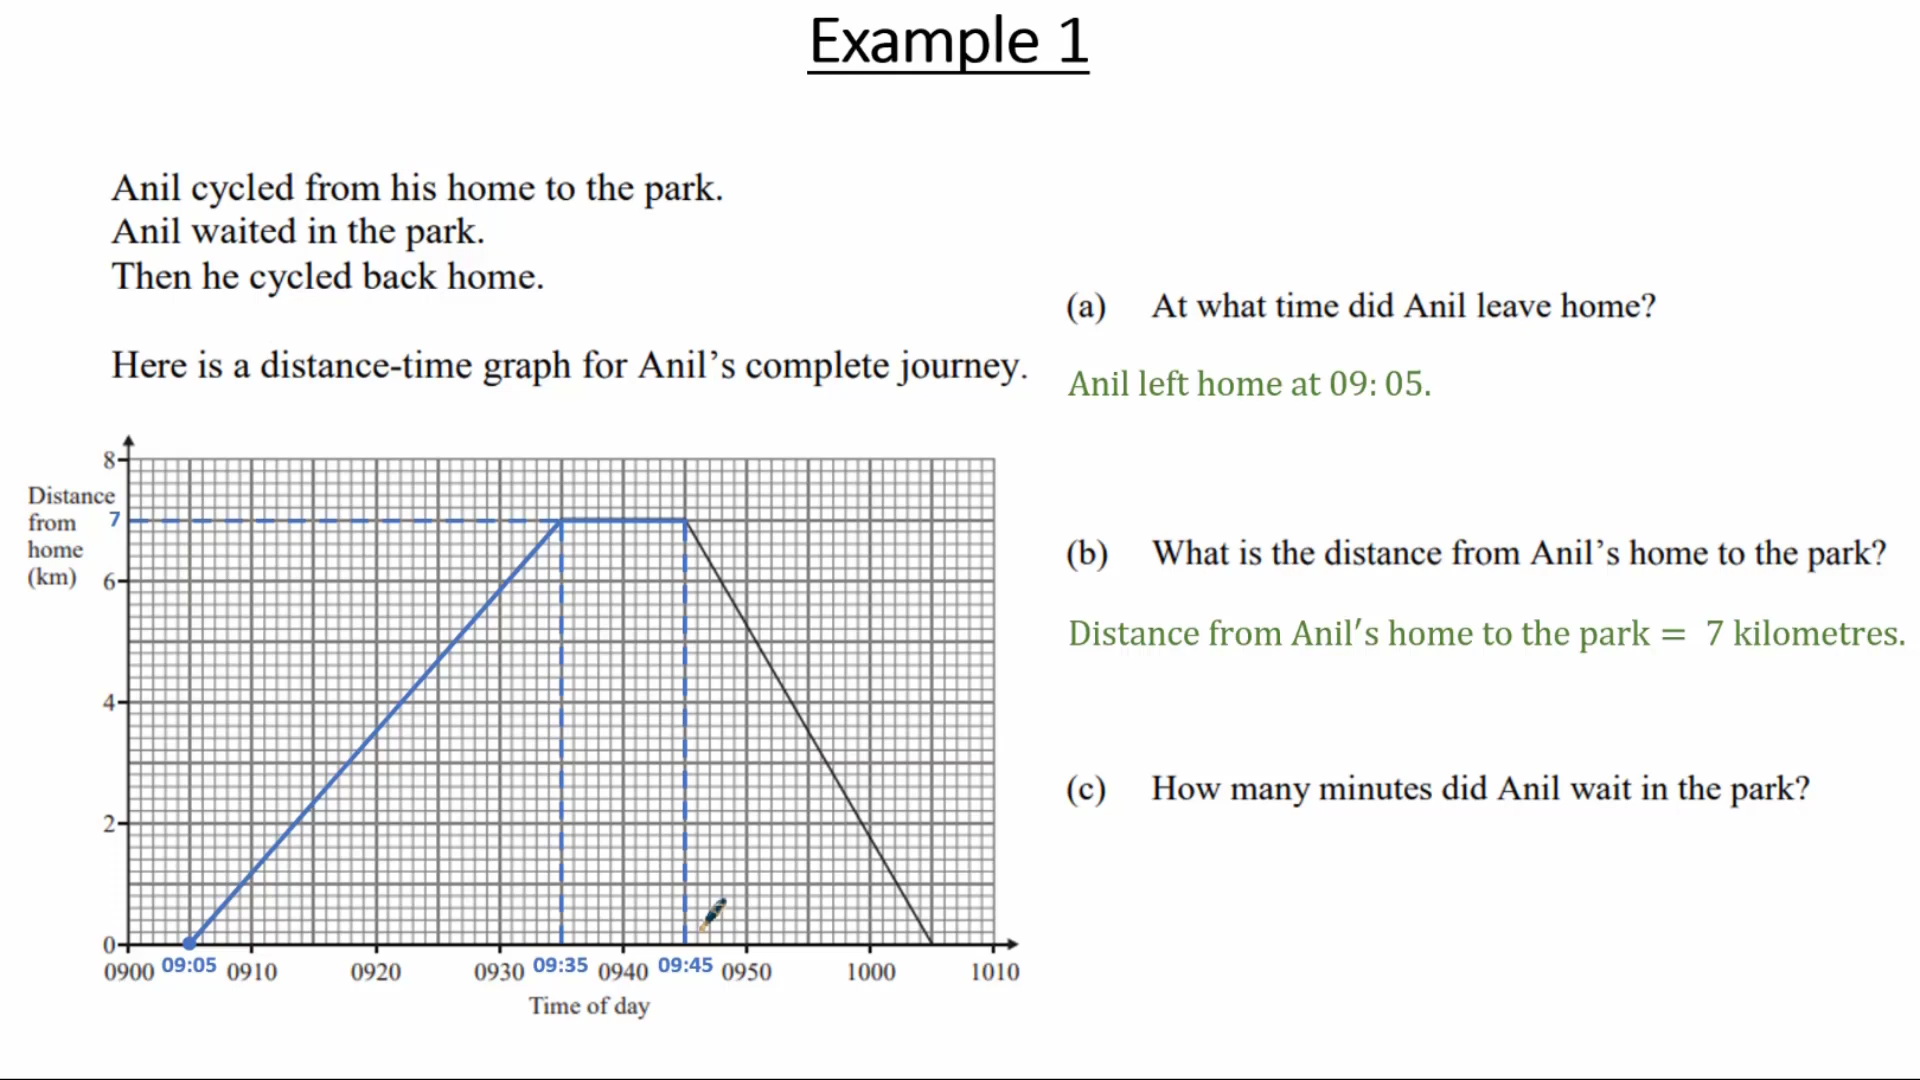 Example 1
Anil cycled from his home to the park.
Anil waited in the park.
Then he cycled back home.
Here is a distance-time graph for Anil’s complete journey.
8
Distance
from 7
home
(km) 6
4
2
0
0900 09:05 0910 0920 0930 09:35 0940 09:45 0950 1000 1010
Time of day
(a) At what time did Anil leave home?
Anil left home at 09: 05.
(b) What is the distance from Anil’s home to the park?
Distance from Anil′s home to the park = 7 kilometres.
(c) How many minutes did Anil wait in the park?